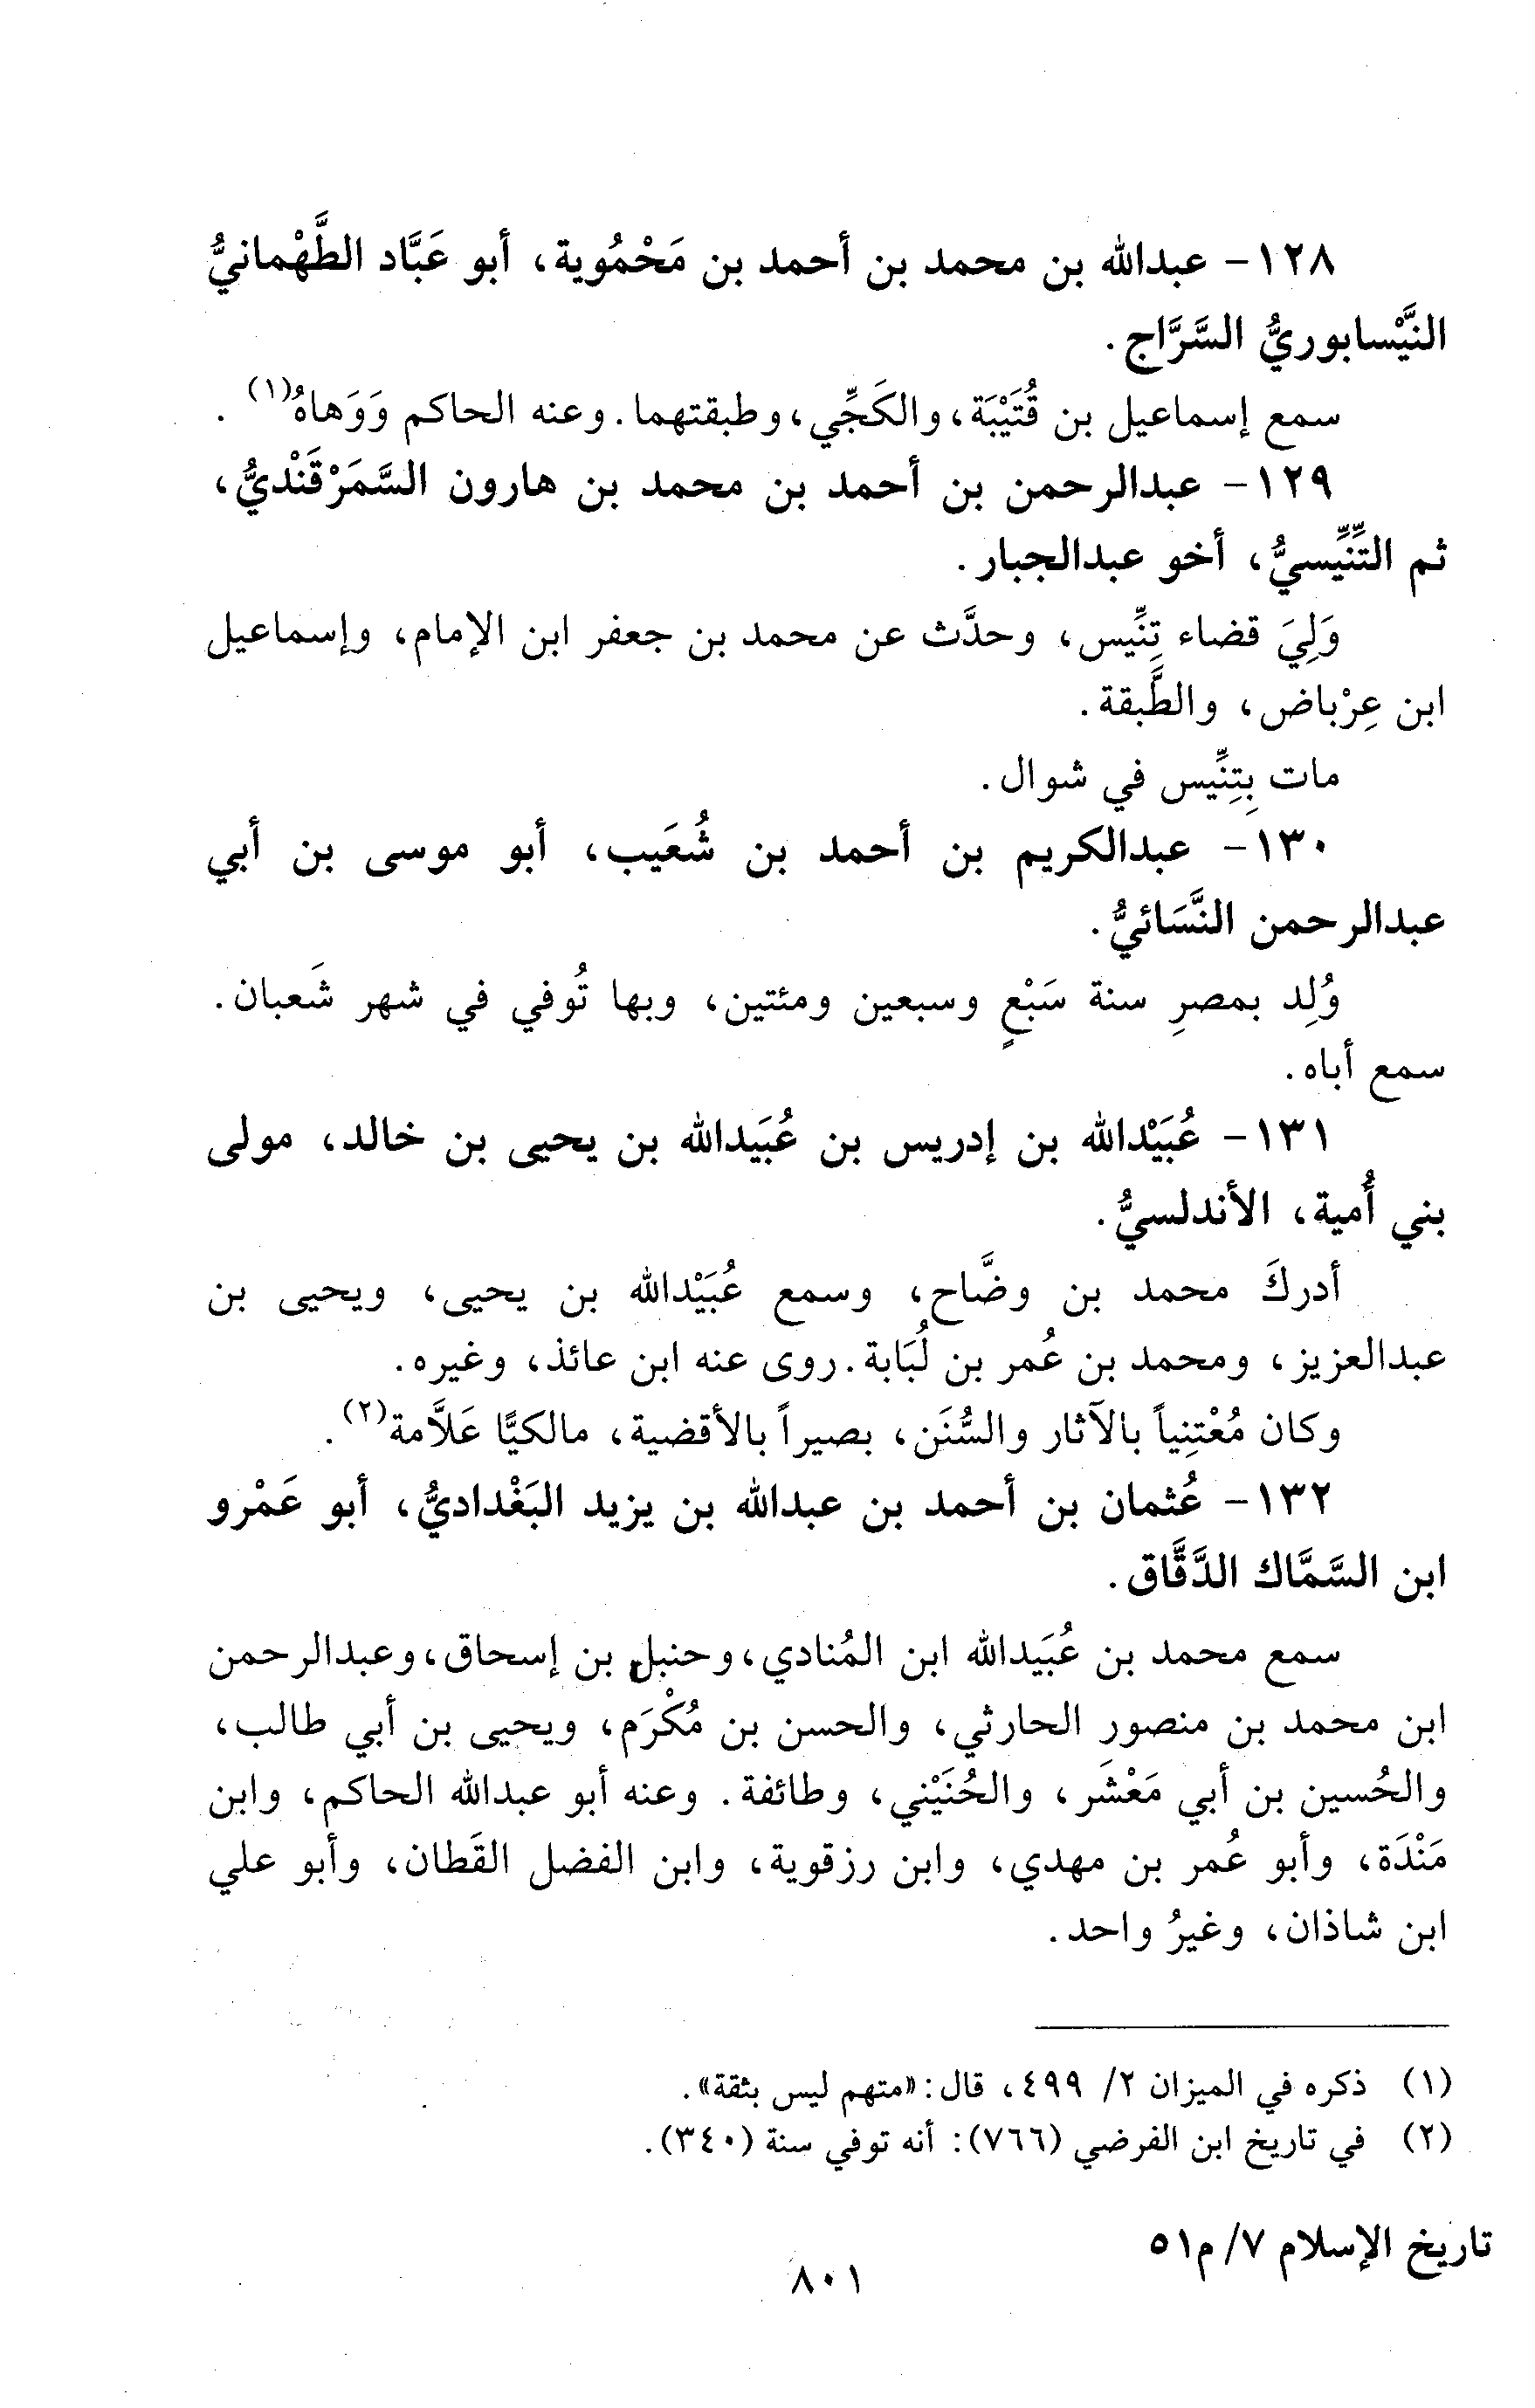 ١٢٨- عبدالله بن محمد بن أحمد بن مَحْمُوية، أبو عَبَّاد الطَّهْمانيُّ
النَّيْسابوريُّ السَّرَّاج.
سمع إسماعيل بن قُتَيْبَة، والكَجِّي، وطبقتهما. وعنه الحاكم وَوَهاهُ(١).
١٢٩- عبدالرحمن بن أحمد بن محمد بن هارون السَّمَرْقَنْديُّ،
ثم التِّنِّيسيُّ، أخو عبدالجبار.
وَلِيَ قضاء تِنِّيس، وحدَّث عن محمد بن جعفر ابن الإمام، وإسماعيل
ابن عِرْباض، والطَّبقة.
مات بِتِنِّيس في شوال.
١٣٠- عبدالكريم بن أحمد بن شُعَيب، أبو موسى بن أبي
عبدالرحمن النَّسَائيُّ.
وُلِد بمصرِ سنة سَبْعٍ وسبعين ومئتين، وبها تُوفي في شهر شَعبان.
سمع أباه.
١٣١- عُبَيْدالله بن إدريس بن عُبَيدالله بن يحيى بن خالد، مولى
بني أُمية، الأندلسيُّ.
أدركَ محمد بن وضَّاح، وسمع عُبَيْدالله بن يحيى، ويحيى بن
عبدالعزيز، ومحمد بن عُمر بن لُبَابة. روى عنه ابن عائذ، وغيره.
وكان مُعْتِنياً بالآثار والسُّنَن، بصيراً بالأقضية، مالكيًّا عَلاَّمة(٢).
١٣٢- عُثمان بن أحمد بن عبدالله بن يزيد البَغْداديُّ، أبو عَمْرو
ابن السَّمَّاك الدَّقَّاق.
سمع محمد بن عُبَيدالله ابن المُنادي، وحنبل بن إسحاق، وعبدالرحمن
ابن محمد بن منصور الحارثي، والحسن بن مُكْرَم، ويحيى بن أبي طالب،
والحُسين بن أبي مَعْشَر، والحُنَيْني، وطائفة. وعنه أبو عبدالله الحاكم، وابن
مَنْدَة، وأبو عُمر بن مهدي، وابن رزقوية، وابن الفضل القَطان، وأبو علي
ابن شاذان، وغيرُ واحد.
(١) ذكره في الميزان ٢/ ٤٩٩، قال: «متهم ليس بثقة».
(٢) في تاريخ ابن الفرضي (٧٦٦): أنه توفي سنة (٣٤٠).
تاريخ الإسلام ٧/ م٥١
٨٠١